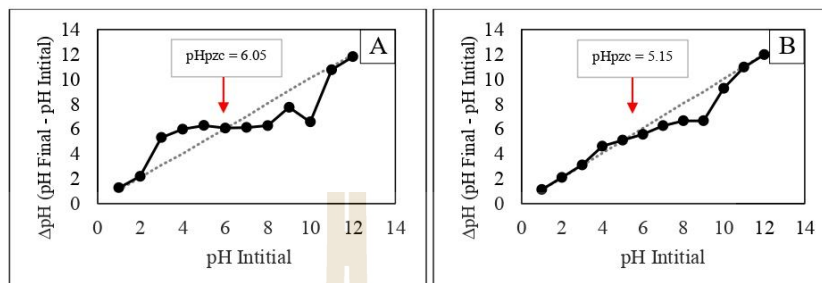 A
pHpzc = 6.05
ΔpH (pH Final - pH Intital)
14
12
10
8
6
4
2
0
0 2 4 6 8 10 12 14
pH Intitial
B
pHpzc = 5.15
ΔpH (pH Final - pH Intital)
14
12
10
8
6
4
2
0
0 2 4 6 8 10 12 14
pH Intitial